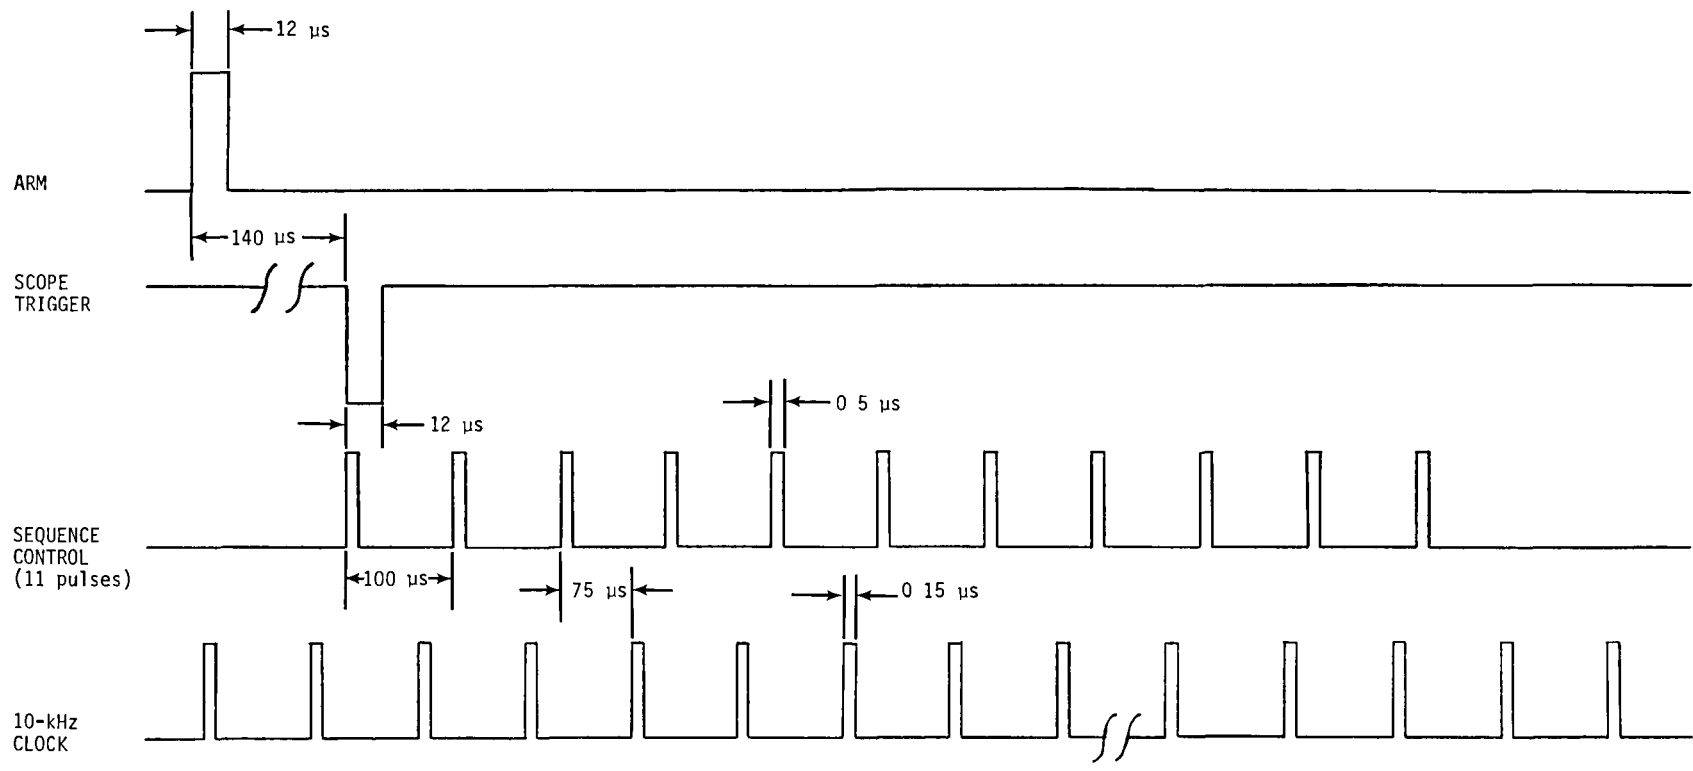 12 µs
ARM
140 µs
SCOPE
TRIGGER
0 5 µs
12 µs
SEQUENCE
CONTROL
(11 pulses)
100 µs
75 µs
0 15 µs
10-kHz
CLOCK